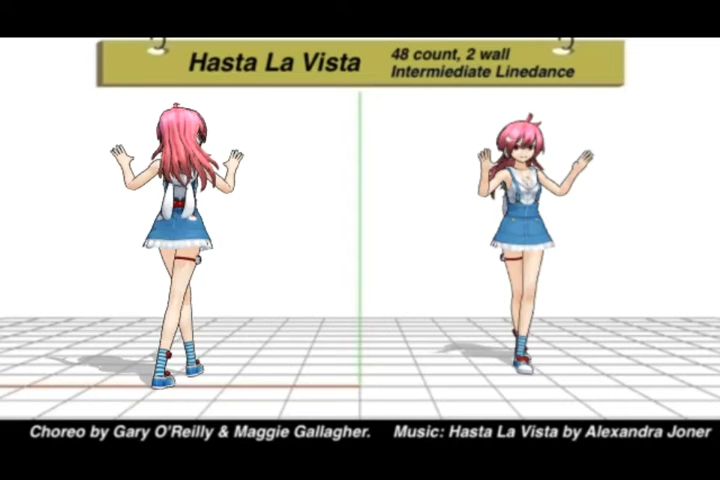 Hasta La Vista
48 count, 2 wall
Intermiediate Linedance
Choreo by Gary O'Reilly & Maggie Gallagher.
Music: Hasta La Vista by Alexandra Joner